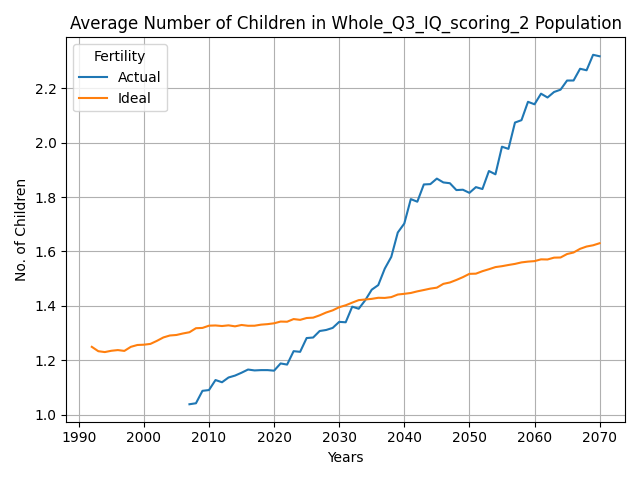 Average Number of Children in Whole_Q3_IQ_scoring_2 Population
Fertility
Actual
Ideal
No. of Children
2.2
2.0
1.8
1.6
1.4
1.2
1.0
1990 2000 2010 2020 2030 2040 2050 2060 2070
Years